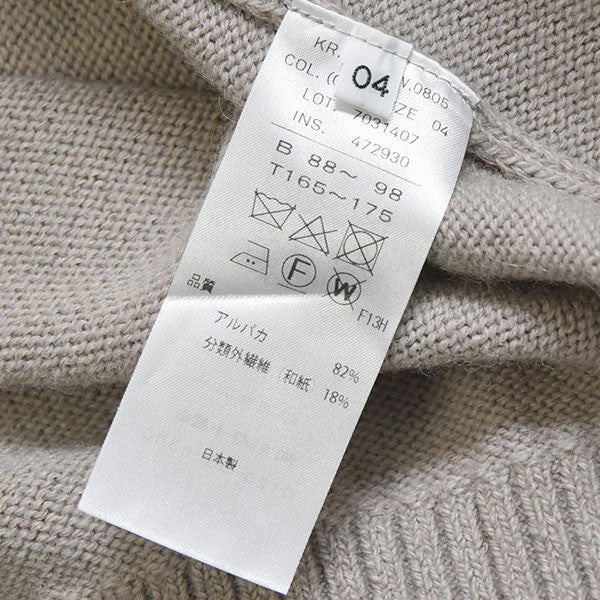 04
KR. W.0805
COL. SIZE 04
LOT. 7031407
INS. 472930
B 88～ 98
T165～175
F W
F13H
品質
アルパカ 82%
分類外繊維 和紙 18%
日本製